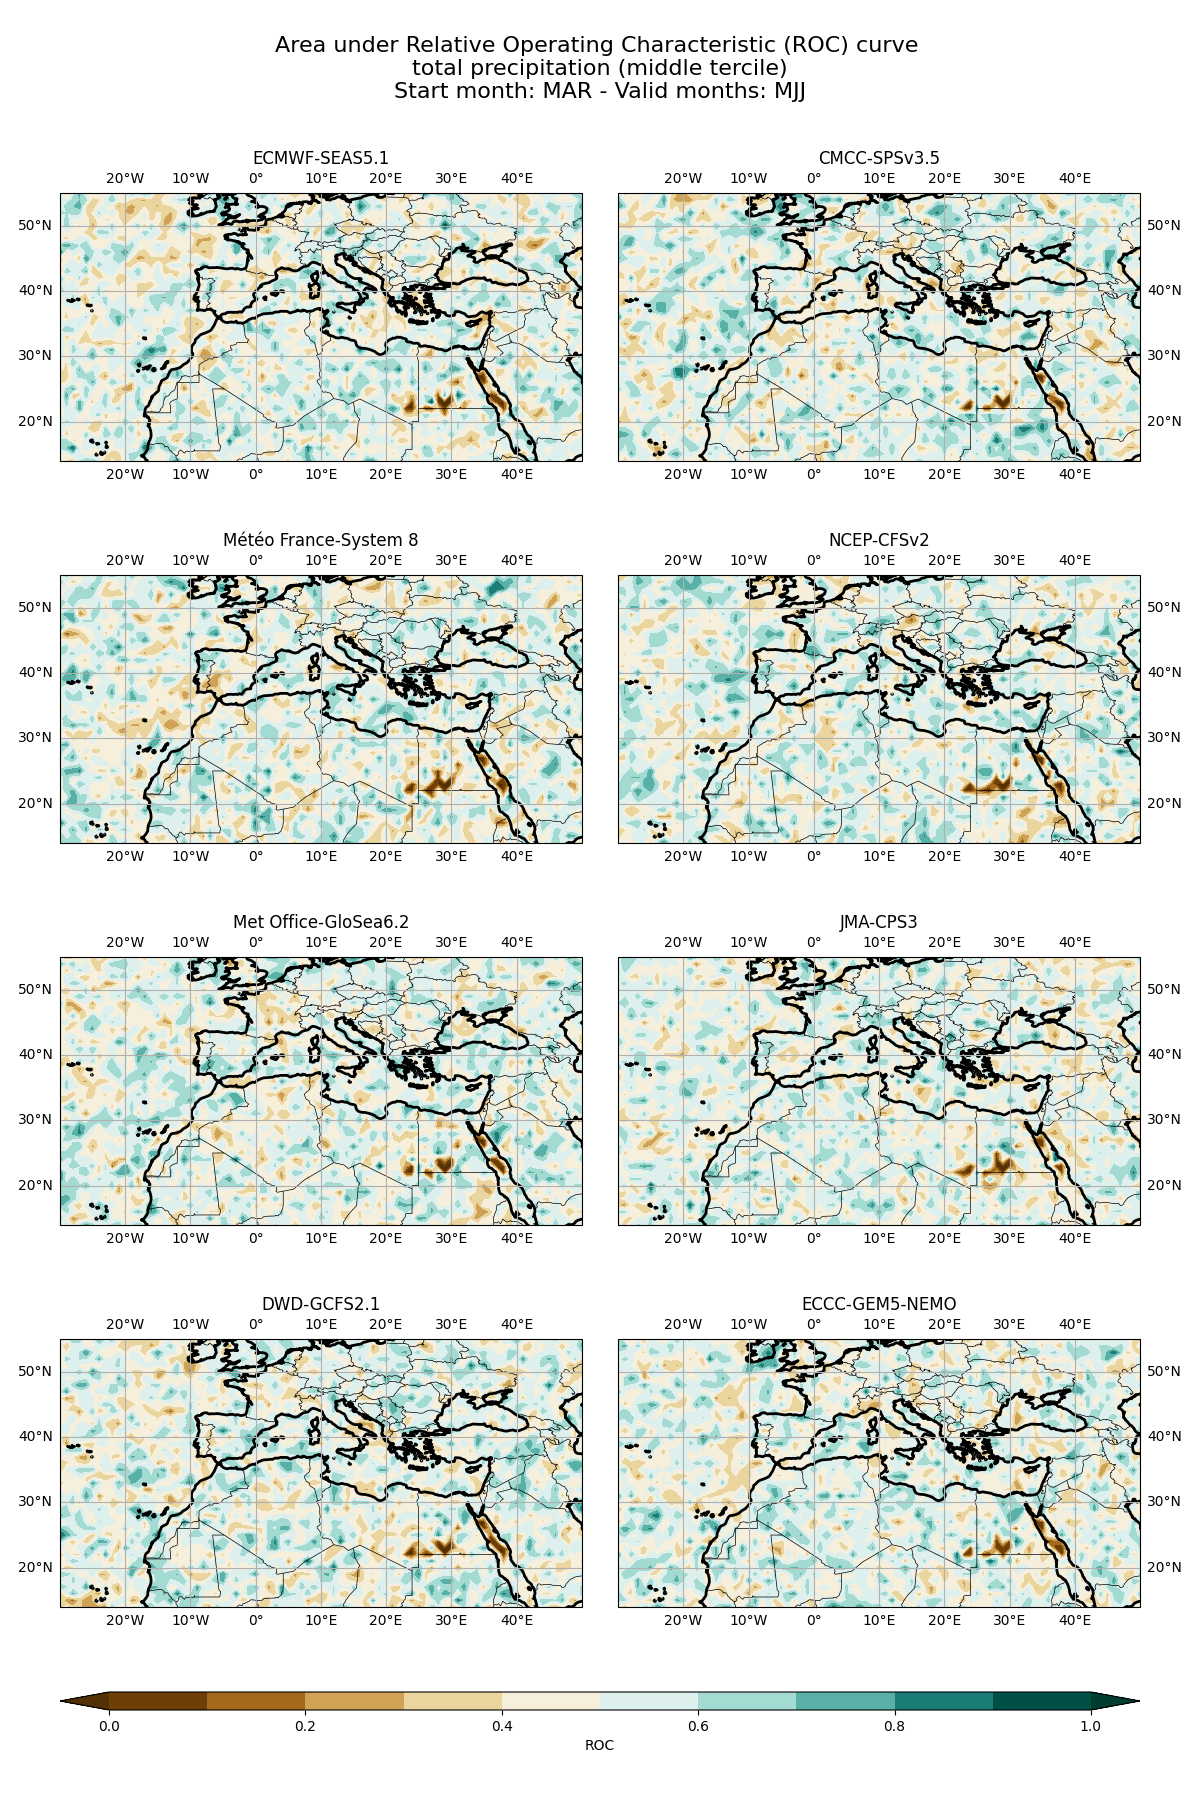 Area under Relative Operating Characteristic (ROC) curve
total precipitation (middle tercile)
Start month: MAR - Valid months: MJJ
ECMWF-SEAS5.1
20°W 10°W 0° 10°E 20°E 30°E 40°E
50°N
40°N
30°N
20°N
20°W 10°W 0° 10°E 20°E 30°E 40°E
CMCC-SPSv3.5
20°W 10°W 0° 10°E 20°E 30°E 40°E
50°N
40°N
30°N
20°N
20°W 10°W 0° 10°E 20°E 30°E 40°E
Météo France-System 8
20°W 10°W 0° 10°E 20°E 30°E 40°E
50°N
40°N
30°N
20°N
20°W 10°W 0° 10°E 20°E 30°E 40°E
NCEP-CFSv2
20°W 10°W 0° 10°E 20°E 30°E 40°E
50°N
40°N
30°N
20°N
20°W 10°W 0° 10°E 20°E 30°E 40°E
Met Office-GloSea6.2
20°W 10°W 0° 10°E 20°E 30°E 40°E
50°N
40°N
30°N
20°N
20°W 10°W 0° 10°E 20°E 30°E 40°E
JMA-CPS3
20°W 10°W 0° 10°E 20°E 30°E 40°E
50°N
40°N
30°N
20°N
20°W 10°W 0° 10°E 20°E 30°E 40°E
DWD-GCFS2.1
20°W 10°W 0° 10°E 20°E 30°E 40°E
50°N
40°N
30°N
20°N
20°W 10°W 0° 10°E 20°E 30°E 40°E
ECCC-GEM5-NEMO
20°W 10°W 0° 10°E 20°E 30°E 40°E
50°N
40°N
30°N
20°N
20°W 10°W 0° 10°E 20°E 30°E 40°E
0.0 0.2 0.4 0.6 0.8 1.0
ROC